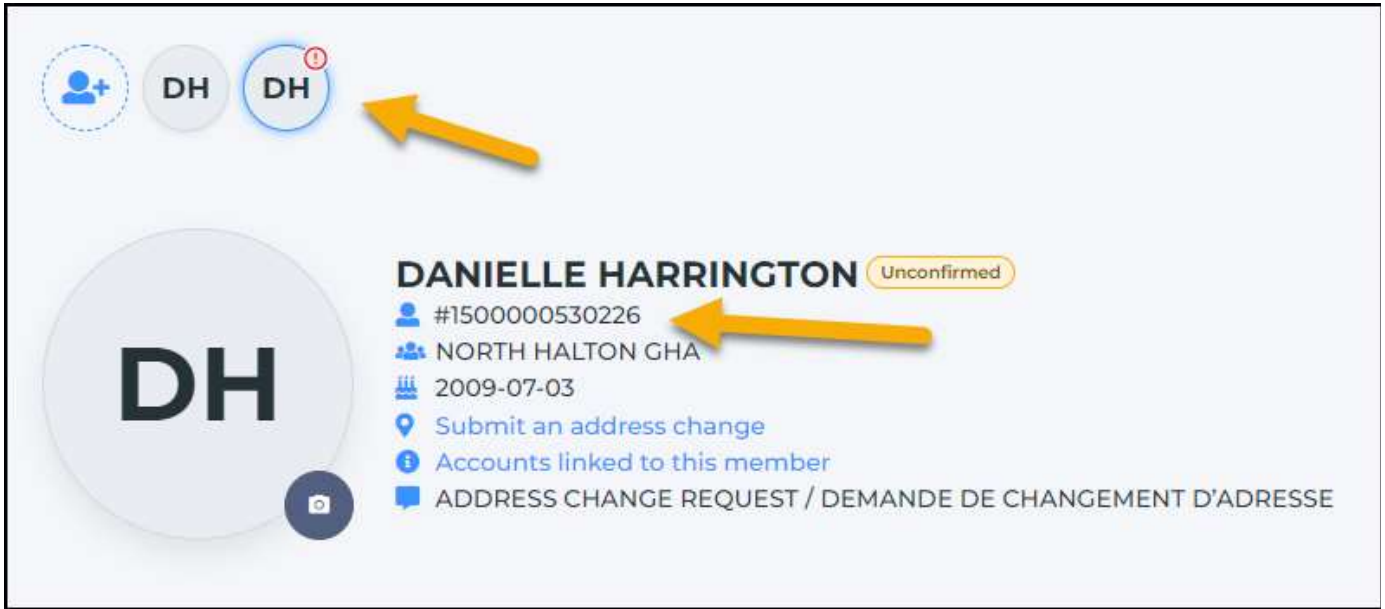 DH DH
DANIELLE HARRINGTON Unconfirmed
#1500000530226
NORTH HALTON GHA
DH
2009-07-03
Submit an address change
Accounts linked to this member
ADDRESS CHANGE REQUEST / DEMANDE DE CHANGEMENT D'ADRESSE